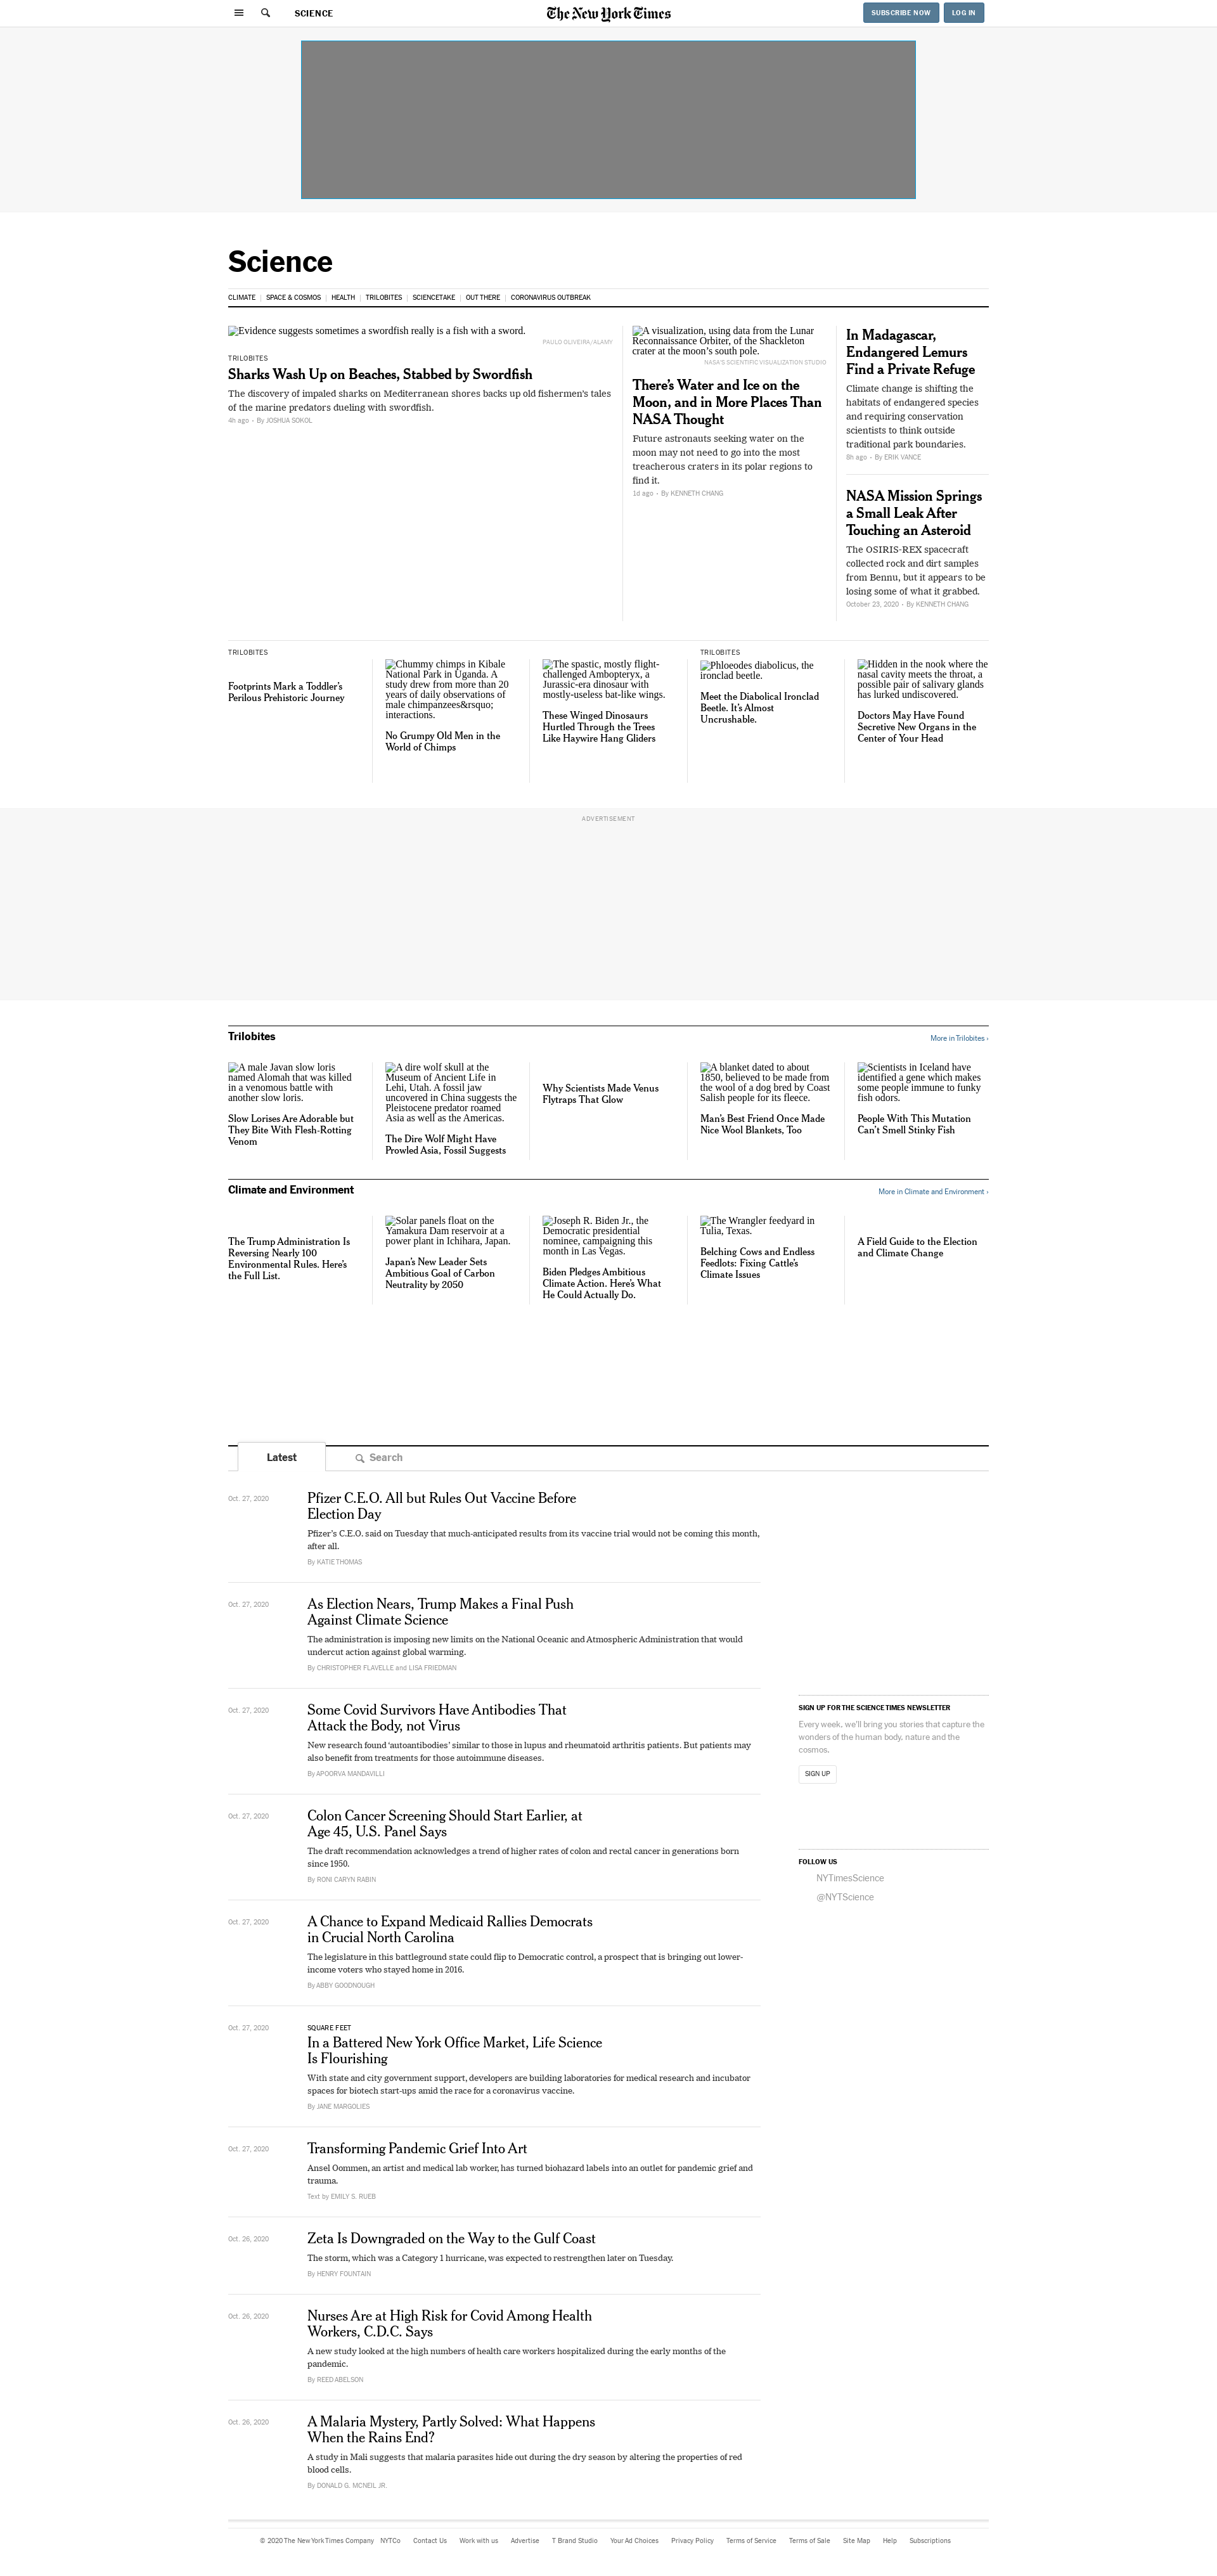 SCIENCE
The New York Times
SUBSCRIBE NOW
LOG IN
Science
CLIMATE
SPACE & COSMOS
HEALTH
TRILOBITES
SCIENCETAKE
OUT THERE
CORONAVIRUS OUTBREAK
Evidence suggests sometimes a swordfish really is a fish with a sword.
PAULO OLIVEIRA/ALAMY
TRILOBITES
Sharks Wash Up on Beaches, Stabbed by Swordfish
The discovery of impaled sharks on Mediterranean shores backs up old fishermen's tales
of the marine predators dueling with swordfish.
4h ago • By JOSHUA SOKOL
A visualization, using data from the Lunar
Reconnaissance Orbiter, of the Shackleton
crater at the moon's south pole.
NASA'S SCIENTIFIC VISUALIZATION STUDIO
There's Water and Ice on the
Moon, and in More Places Than
NASA Thought
Future astronauts seeking water on the
moon may not need to go into the most
treacherous craters in its polar regions to
find it.
1d ago • By KENNETH CHANG
In Madagascar,
Endangered Lemurs
Find a Private Refuge
Climate change is shifting the
habitats of endangered species
and requiring conservation
scientists to think outside
traditional park boundaries.
8h ago • By ERIK VANCE
NASA Mission Springs
a Small Leak After
Touching an Asteroid
The OSIRIS-REX spacecraft
collected rock and dirt samples
from Bennu, but it appears to be
losing some of what it grabbed.
October 23, 2020 • By KENNETH CHANG
TRILOBITES
Footprints Mark a Toddler's
Perilous Prehistoric Journey
Chummy chimps in Kibale
National Park in Uganda. A
study drew from more than 20
years of daily observations of
male chimpanzees&rsquo;
interactions.
No Grumpy Old Men in the
World of Chimps
The spastic, mostly flight-
challenged Ambopteryx, a
Jurassic-era dinosaur with
mostly-useless bat-like wings.
These Winged Dinosaurs
Hurtled Through the Trees
Like Haywire Hang Gliders
TRILOBITES
Phloeodes diabolicus, the
ironclad beetle.
Meet the Diabolical Ironclad
Beetle. It's Almost
Uncrushable.
Hidden in the nook where the
nasal cavity meets the throat, a
possible pair of salivary glands
has lurked undiscovered.
Doctors May Have Found
Secretive New Organs in the
Center of Your Head
ADVERTISEMENT
Trilobites
More in Trilobites ›
A male Javan slow loris
named Alomah that was killed
in a venomous battle with
another slow loris.
Slow Lorises Are Adorable but
They Bite With Flesh-Rotting
Venom
A dire wolf skull at the
Museum of Ancient Life in
Lehi, Utah. A fossil jaw
uncovered in China suggests the
Pleistocene predator roamed
Asia as well as the Americas.
The Dire Wolf Might Have
Prowled Asia, Fossil Suggests
Why Scientists Made Venus
Flytraps That Glow
A blanket dated to about
1850, believed to be made from
the wool of a dog bred by Coast
Salish people for its fleece.
Man's Best Friend Once Made
Nice Wool Blankets, Too
Scientists in Iceland have
identified a gene which makes
some people immune to funky
fish odors.
People With This Mutation
Can't Smell Stinky Fish
Climate and Environment
More in Climate and Environment ›
The Trump Administration Is
Reversing Nearly 100
Environmental Rules. Here's
the Full List.
Solar panels float on the
Yamakura Dam reservoir at a
power plant in Ichihara, Japan.
Japan's New Leader Sets
Ambitious Goal of Carbon
Neutrality by 2050
Joseph R. Biden Jr., the
Democratic presidential
nominee, campaigning this
month in Las Vegas.
Biden Pledges Ambitious
Climate Action. Here's What
He Could Actually Do.
The Wrangler feedyard in
Tulia, Texas.
Belching Cows and Endless
Feedlots: Fixing Cattle's
Climate Issues
A Field Guide to the Election
and Climate Change
Latest
Search
Oct. 27, 2020
Pfizer C.E.O. All but Rules Out Vaccine Before
Election Day
Pfizer's C.E.O. said on Tuesday that much-anticipated results from its vaccine trial would not be coming this month,
after all.
By KATIE THOMAS
Oct. 27, 2020
As Election Nears, Trump Makes a Final Push
Against Climate Science
The administration is imposing new limits on the National Oceanic and Atmospheric Administration that would
undercut action against global warming.
By CHRISTOPHER FLAVELLE and LISA FRIEDMAN
Oct. 27, 2020
Some Covid Survivors Have Antibodies That
Attack the Body, not Virus
New research found 'autoantibodies' similar to those in lupus and rheumatoid arthritis patients. But patients may
also benefit from treatments for those autoimmune diseases.
By APOORVA MANDAVILLI
SIGN UP FOR THE SCIENCE TIMES NEWSLETTER
Every week, we'll bring you stories that capture the
wonders of the human body, nature and the
cosmos.
SIGN UP
Oct. 27, 2020
Colon Cancer Screening Should Start Earlier, at
Age 45, U.S. Panel Says
The draft recommendation acknowledges a trend of higher rates of colon and rectal cancer in generations born
since 1950.
By RONI CARYN RABIN
FOLLOW US
NYTimesScience
@NYTScience
Oct. 27, 2020
A Chance to Expand Medicaid Rallies Democrats
in Crucial North Carolina
The legislature in this battleground state could flip to Democratic control, a prospect that is bringing out lower-
income voters who stayed home in 2016.
By ABBY GOODNOUGH
Oct. 27, 2020
SQUARE FEET
In a Battered New York Office Market, Life Science
Is Flourishing
With state and city government support, developers are building laboratories for medical research and incubator
spaces for biotech start-ups amid the race for a coronavirus vaccine.
By JANE MARGOLIES
Oct. 27, 2020
Transforming Pandemic Grief Into Art
Ansel Oommen, an artist and medical lab worker, has turned biohazard labels into an outlet for pandemic grief and
trauma.
Text by EMILY S. RUEB
Oct. 26, 2020
Zeta Is Downgraded on the Way to the Gulf Coast
The storm, which was a Category 1 hurricane, was expected to restrengthen later on Tuesday.
By HENRY FOUNTAIN
Oct. 26, 2020
Nurses Are at High Risk for Covid Among Health
Workers, C.D.C. Says
A new study looked at the high numbers of health care workers hospitalized during the early months of the
pandemic.
By REED ABELSON
Oct. 26, 2020
A Malaria Mystery, Partly Solved: What Happens
When the Rains End?
A study in Mali suggests that malaria parasites hide out during the dry season by altering the properties of red
blood cells.
By DONALD G. MCNEIL JR.
© 2020 The New York Times Company NYTCo Contact Us Work with us Advertise T Brand Studio Your Ad Choices Privacy Policy Terms of Service Terms of Sale Site Map Help Subscriptions